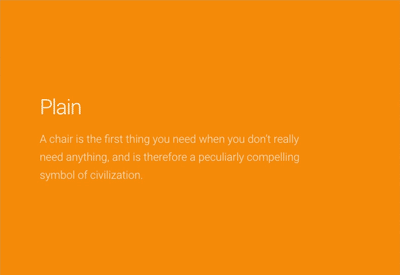 Plain
A chair is the first thing you need when you don't really
need anything, and is therefore a peculiarly compelling
symbol of civilization.